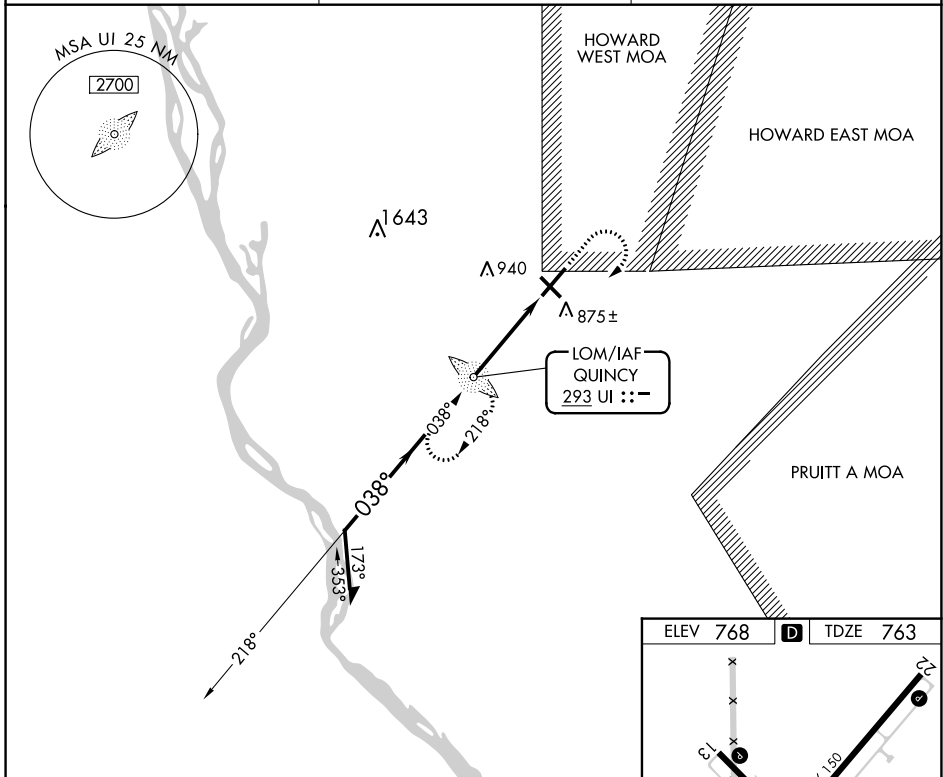 MSA UI 25 NM
2700
HOWARD
WEST MOA
HOWARD EAST MOA
1643
940
875±
LOM/IAF
QUINCY
293 UI
038°
218°
038°
PRUITT A MOA
173°
353°
218°
ELEV 768
D
TDZE 763
22
P
x
x
x
P
13
150